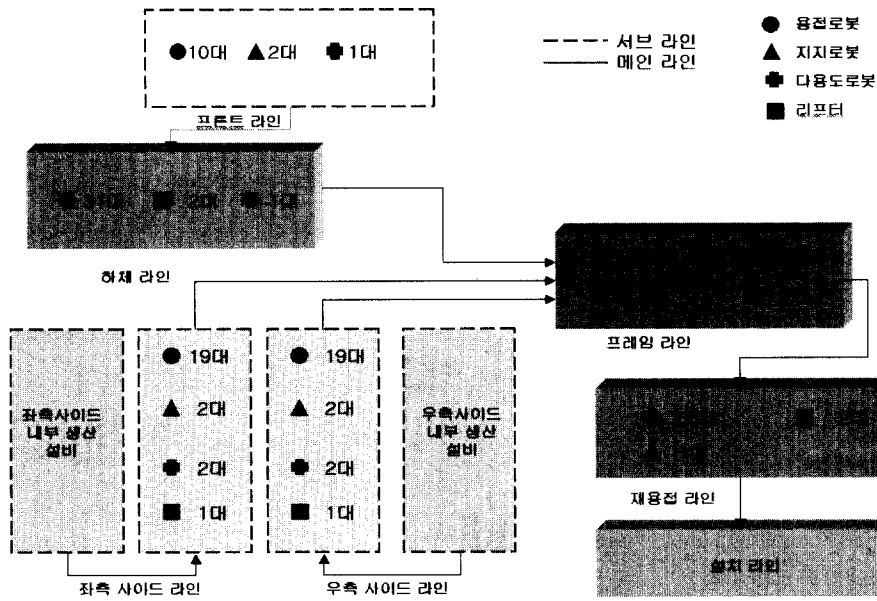 10대 2대 1대
서브 라인
메인 라인
용접로봇
지지로봇
다용도로봇
리프터
프론트 라인
2대 1대
하체 라인
프레임 라인
좌측사이드
내부 생산
설비
19대
2대
2대
1대
19대
2대
2대
1대
우측사이드
내부 생산
설비
재용접 라인
설치 라인
좌측 사이드 라인
우측 사이드 라인